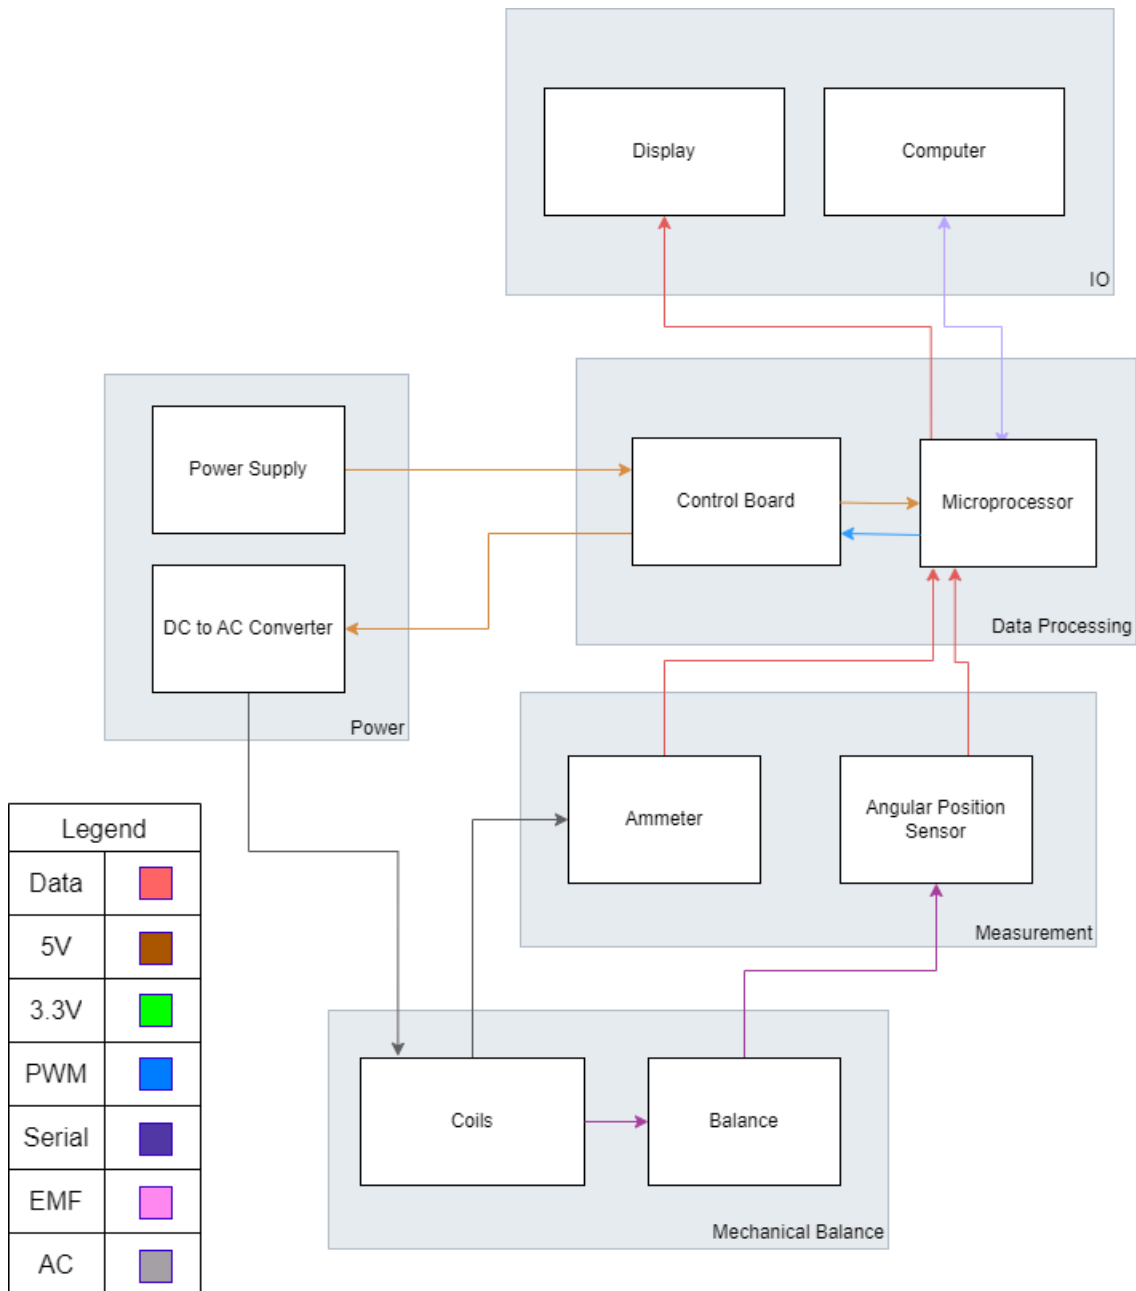 Display
Computer
IO
Power Supply
Control Board
Microprocessor
DC to AC Converter
Data Processing
Power
Ammeter
Angular Position
Sensor
Measurement
Legend
Data
5V
3.3V
PWM
Serial
EMF
AC
Coils
Balance
Mechanical Balance